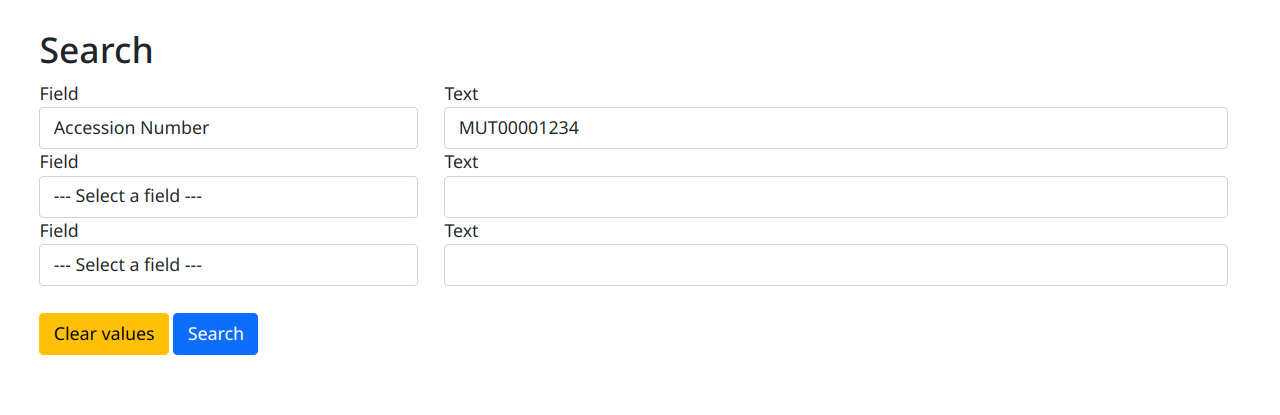 Search
Field Text
Accession Number MUT00001234
Field Text
--- Select a field ---
Field Text
--- Select a field ---
Clear values Search